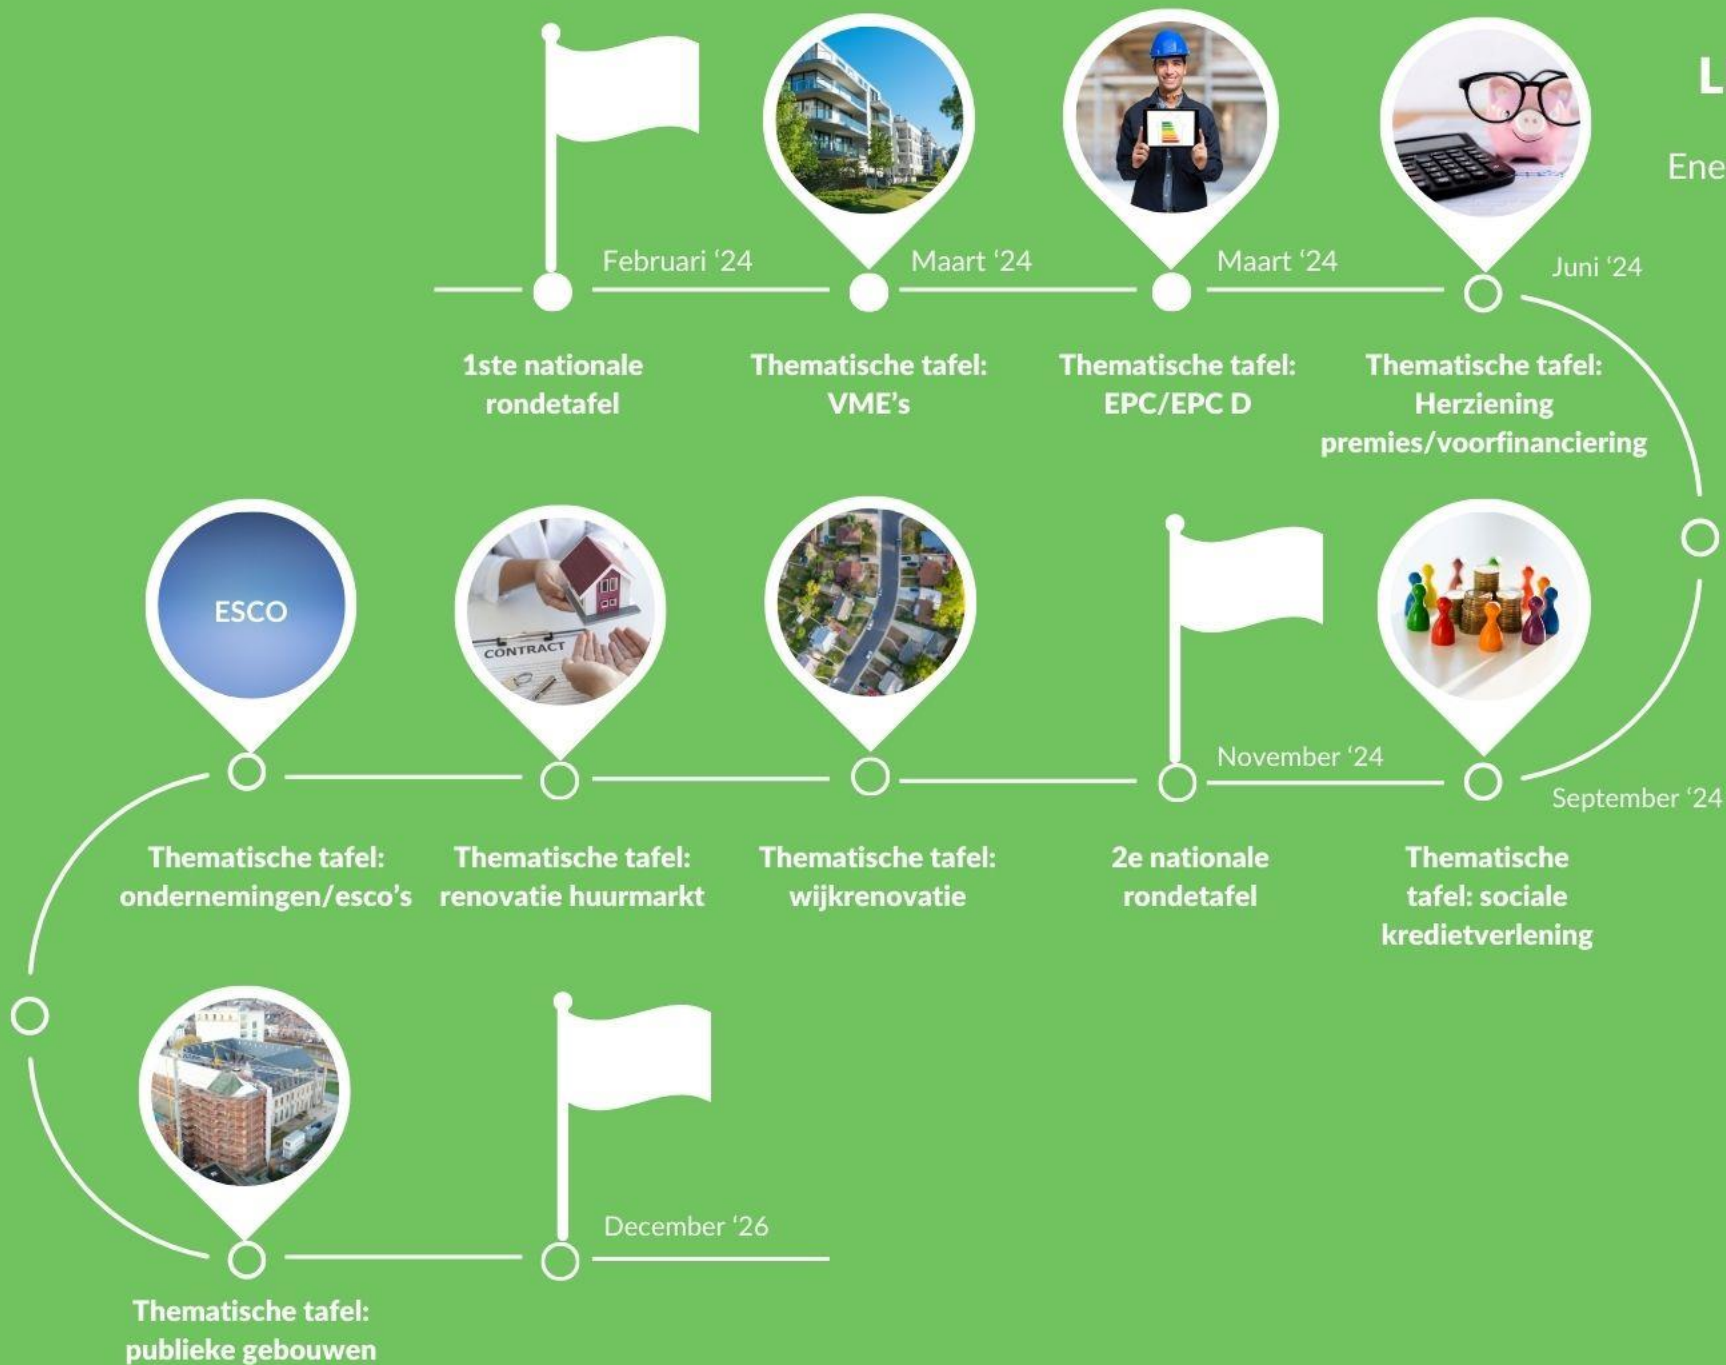 L
Ene
Februari ‘24
Maart ‘24
Maart ‘24
Juni ‘24
1ste nationale
rondetafel
Thematische tafel:
VME’s
Thematische tafel:
EPC/EPC D
Thematische tafel:
Herziening
premies/voorfinanciering
ESCO
CONTRACT
November ‘24
September ‘24
Thematische tafel:
ondernemingen/esco’s
Thematische tafel:
renovatie huurmarkt
Thematische tafel:
wijkrenovatie
2e nationale
rondetafel
Thematische
tafel: sociale
kredietverlening
December ‘26
Thematische tafel:
publieke gebouwen